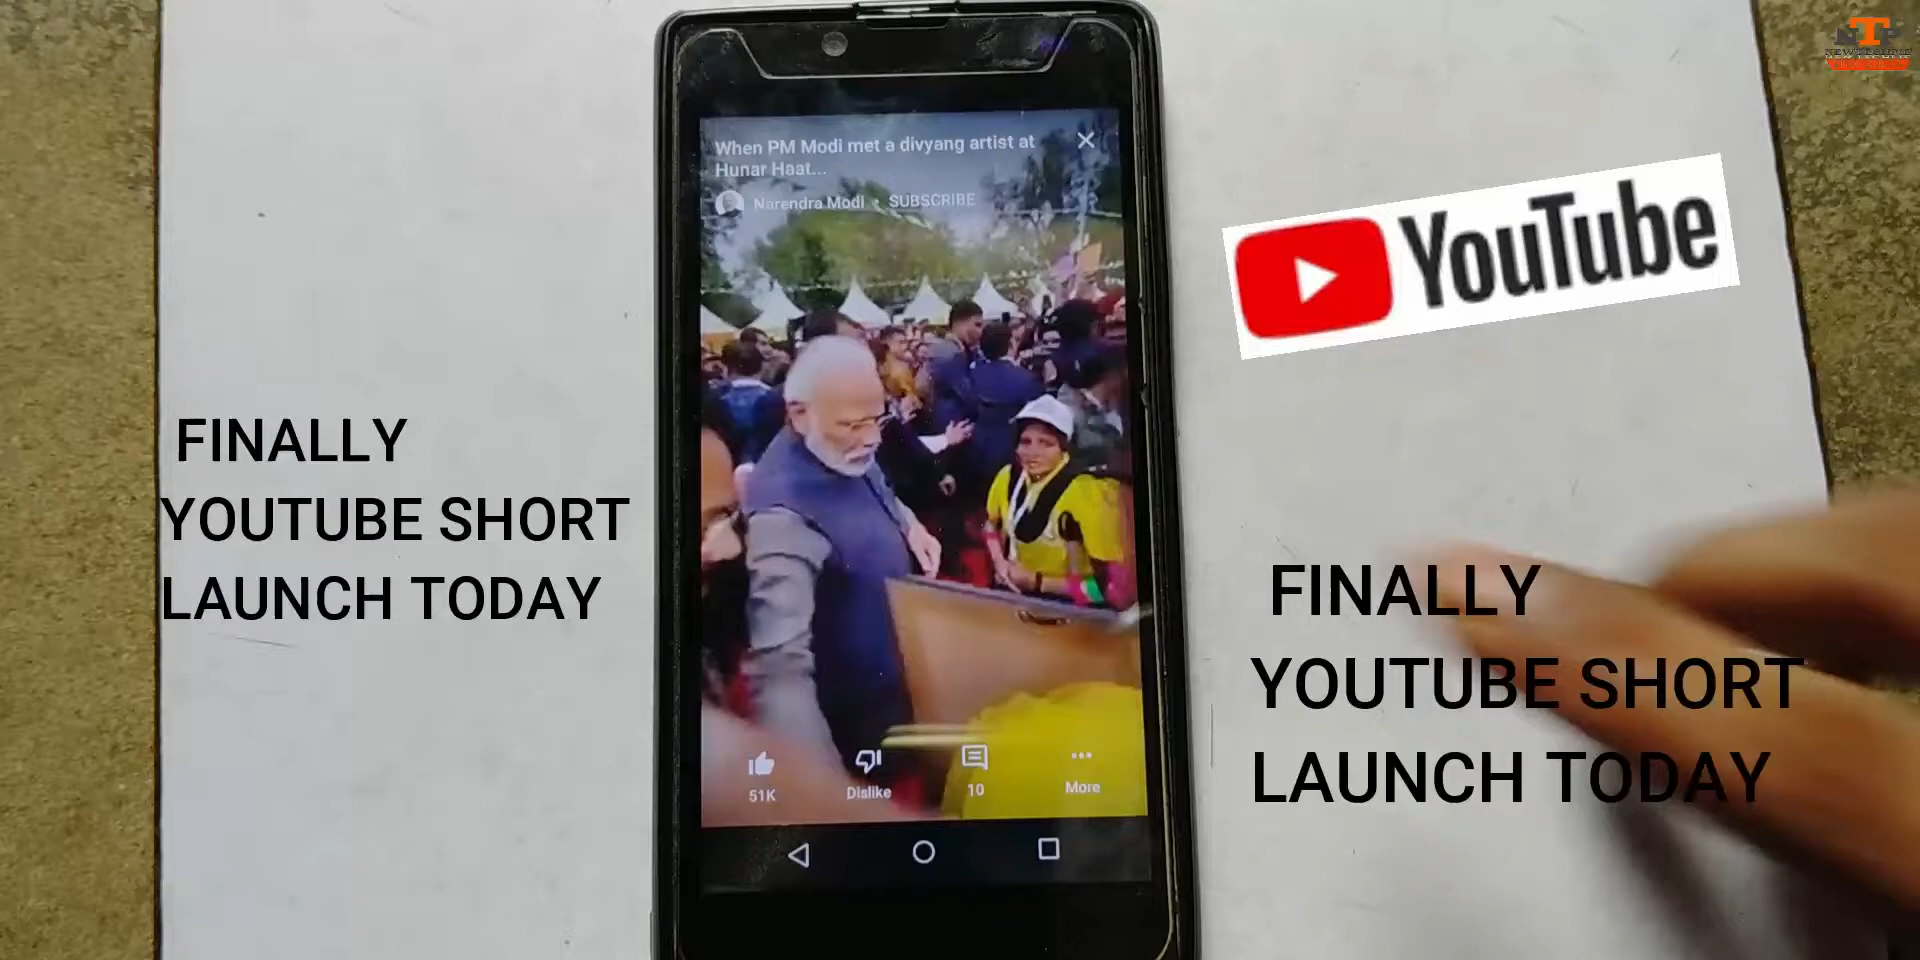 NTP
When PM Modi met a divyang artist at
Hunar Haat...
Narendra Modi • SUBSCRIBE
YouTube
FINALLY
YOUTUBE SHORT
LAUNCH TODAY
FINALLY
YOUTUBE SHORT
LAUNCH TODAY
51K
Dislike
10
More